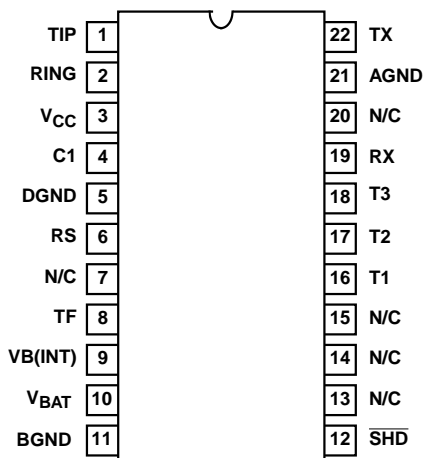 TIP 1 22 TX
RING 2 21 AGND
VCC 3 20 N/C
C1 4 19 RX
DGND 5 18 T3
RS 6 17 T2
N/C 7 16 T1
TF 8 15 N/C
VB(INT) 9 14 N/C
VBAT 10 13 N/C
BGND 11 12 SHD